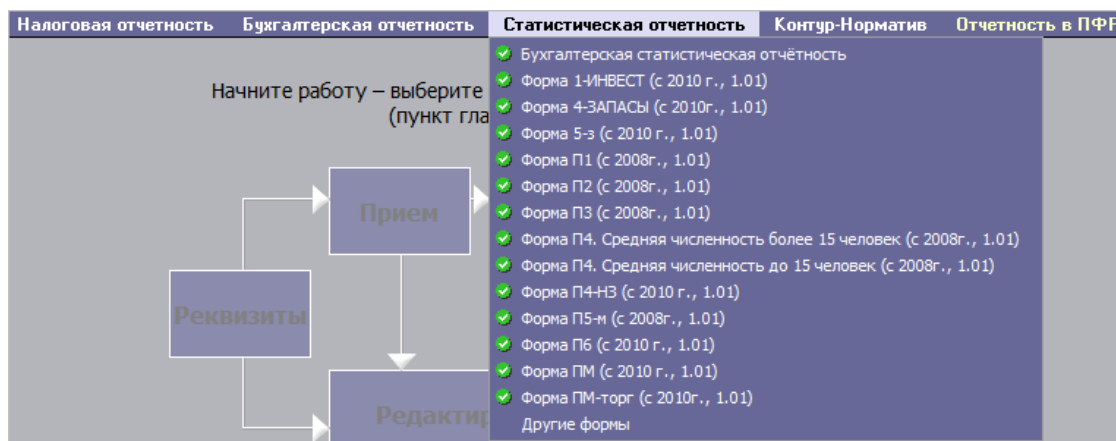 Налоговая отчетность Бухгалтерская отчетность Статистическая отчетность Контур-Норматив Отчетность в ПФР
Начните работу – выберите
(пункт гла
Прием
Реквизиты
Редактир
Бухгалтерская статистическая отчётность
Форма 1-ИНВЕСТ (с 2010 г., 1.01)
Форма 4-ЗАПАСЫ (с 2010г., 1.01)
Форма 5-з (с 2010 г., 1.01)
Форма П1 (с 2008г., 1.01)
Форма П2 (с 2008г., 1.01)
Форма П3 (с 2008г., 1.01)
Форма П4. Средняя численность более 15 человек (с 2008г., 1.01)
Форма П4. Средняя численность до 15 человек (с 2008г., 1.01)
Форма П4-НЗ (с 2010 г., 1.01)
Форма П5-м (с 2008г., 1.01)
Форма П6 (с 2010 г., 1.01)
Форма ПМ (с 2010 г., 1.01)
Форма ПМ-торг (с 2010г., 1.01)
Другие формы